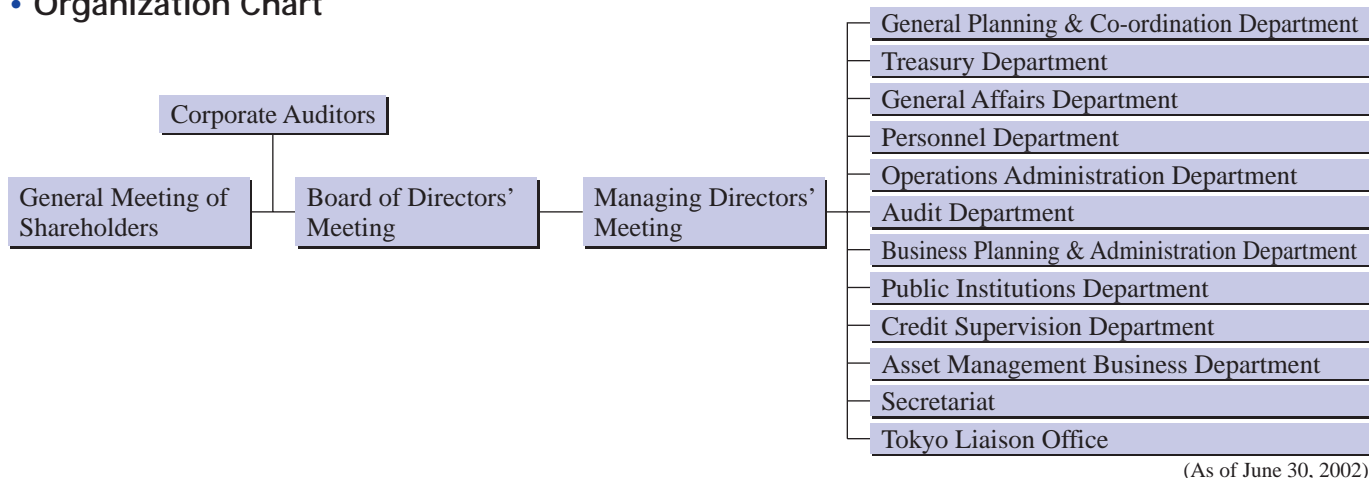 • Organization Chart
Corporate Auditors
General Meeting of
Shareholders
Board of Directors'
Meeting
Managing Directors'
Meeting
General Planning & Co-ordination Department
Treasury Department
General Affairs Department
Personnel Department
Operations Administration Department
Audit Department
Business Planning & Administration Department
Public Institutions Department
Credit Supervision Department
Asset Management Business Department
Secretariat
Tokyo Liaison Office
(As of June 30, 2002)